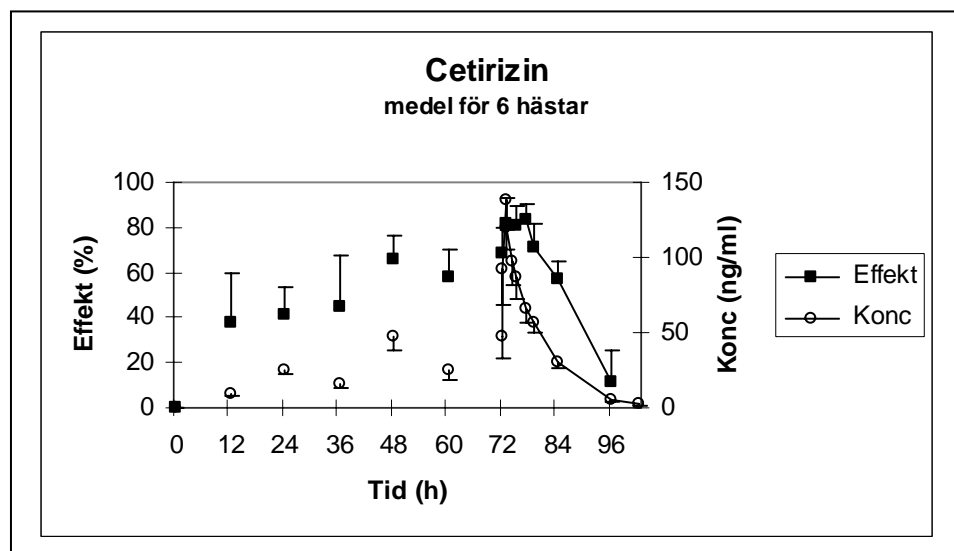 Cetirizin
medel för 6 hästar
100
80
60
40
20
0
Effekt (%)
150
100
50
0
Konc (ng/ml)
0 12 24 36 48 60 72 84 96
Tid (h)
Effekt
Konc